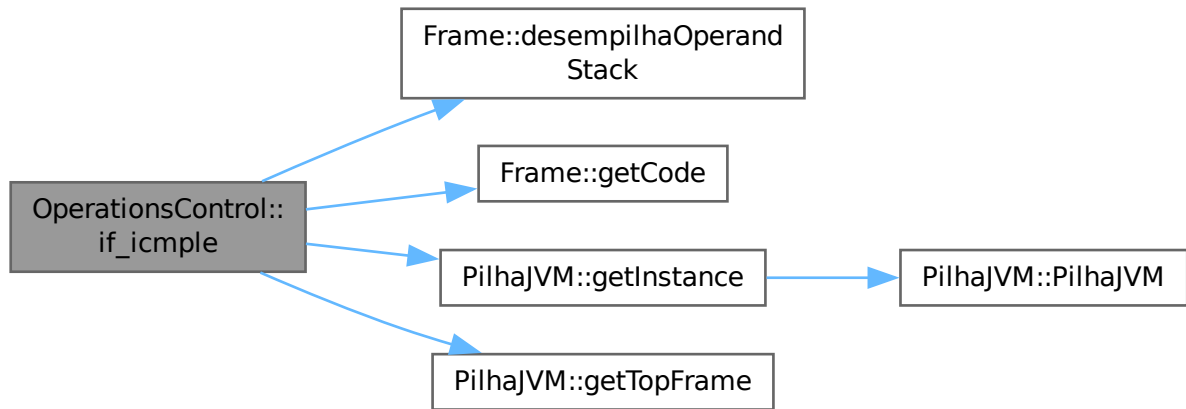 Frame::desempilhaOperand
Stack
OperationsControl::
if_icmple
Frame::getCode
PilhaJVM::getInstance
PilhaJVM::PilhaJVM
PilhaJVM::getTopFrame